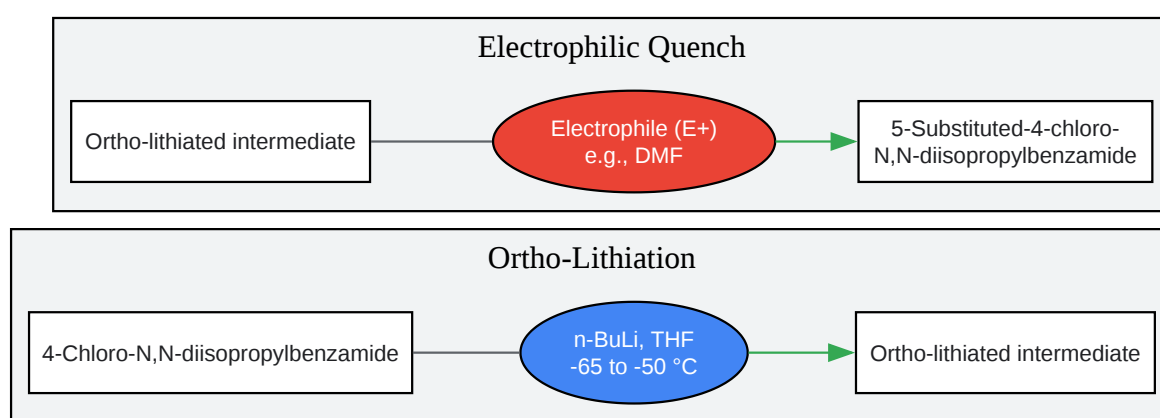 Electrophilic Quench
Ortho-lithiated intermediate
Electrophile (E+)
e.g., DMF
5-Substituted-4-chloro-
N,N-diisopropylbenzamide
Ortho-Lithiation
4-Chloro-N,N-diisopropylbenzamide
n-BuLi, THF
-65 to -50 °C
Ortho-lithiated intermediate